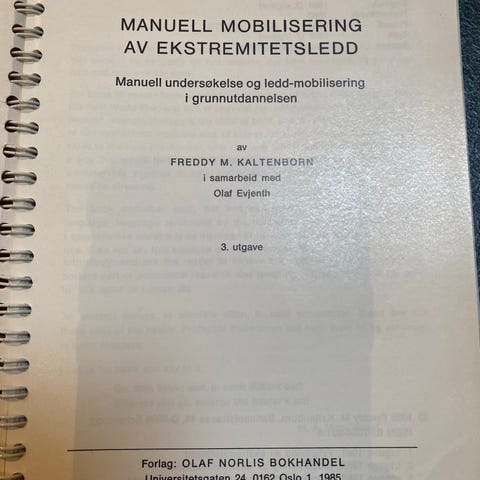 MANUELL MOBILISERING
AV EKSTREMITETSLEDD
Manuell undersøkelse og ledd-mobilisering
i grunnutdannelsen
av
FREDDY M. KALTENBORN
i samarbeid med
Olaf Evjenth
3. utgave
Forlag: OLAF NORLIS BOKHANDEL
Universitetsgaten 24, 0162 Oslo 1, 1985